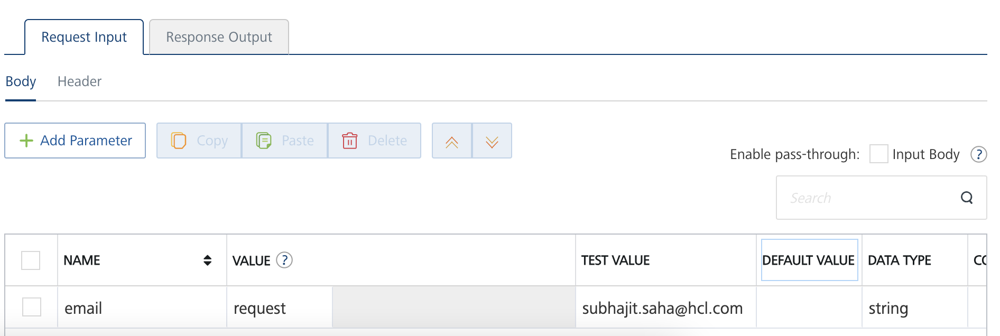 Request Input Response Output
Body Header
Add Parameter Copy Paste Delete
Enable pass-through: Input Body ?
Search
NAME VALUE ? TEST VALUE DEFAULT VALUE DATA TYPE
email request subhajit.saha@hcl.com string